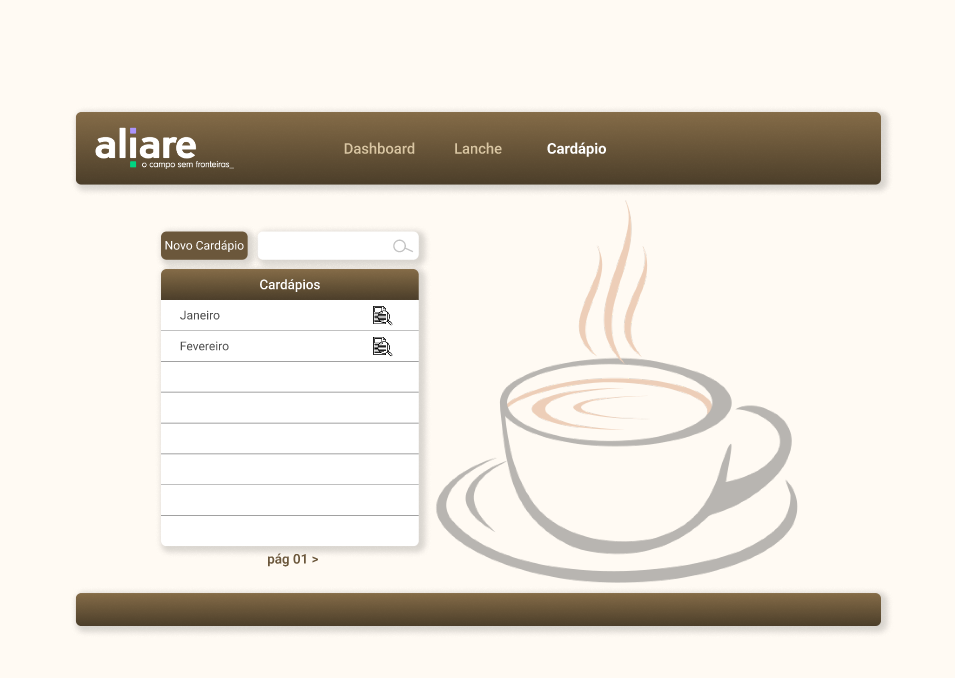 aliare
o campo sem fronteiras_
Dashboard Lanche Cardápio
Novo Cardápio
Cardápios
Janeiro
Fevereiro
pág 01 >